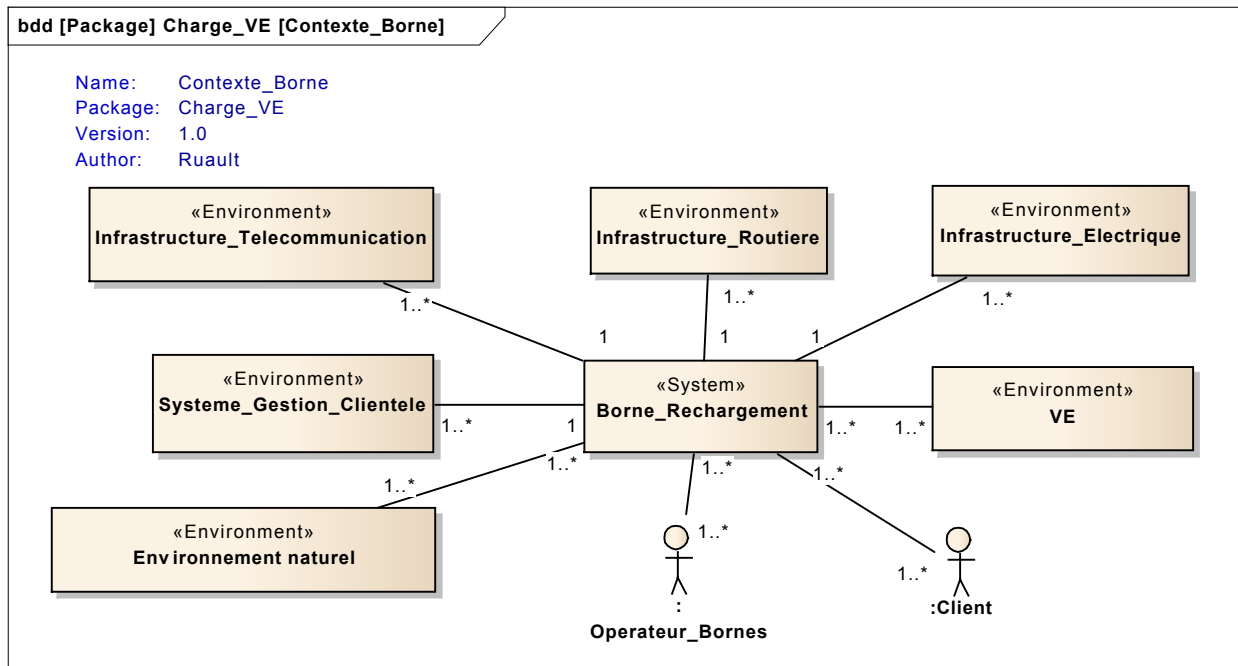 bdd [Package] Charge_VE [Contexte_Borne]
Name: Contexte_Borne
Package: Charge_VE
Version: 1.0
Author: Ruault
«Environment»
Infrastructure_Telecommunication
«Environment»
Infrastructure_Routiere
«Environment»
Infrastructure_Electrique
1..*
1..*
1..*
1
1
1
«Environment»
Systeme_Gestion_Clientele
«System»
Borne_Rechargement
«Environment»
VE
1..*
1
1..*
1..*
1..*
1..*
1..*
1..*
«Environment»
Environnement naturel
1..*
1..*
:
Operateur_Bornes
:Client